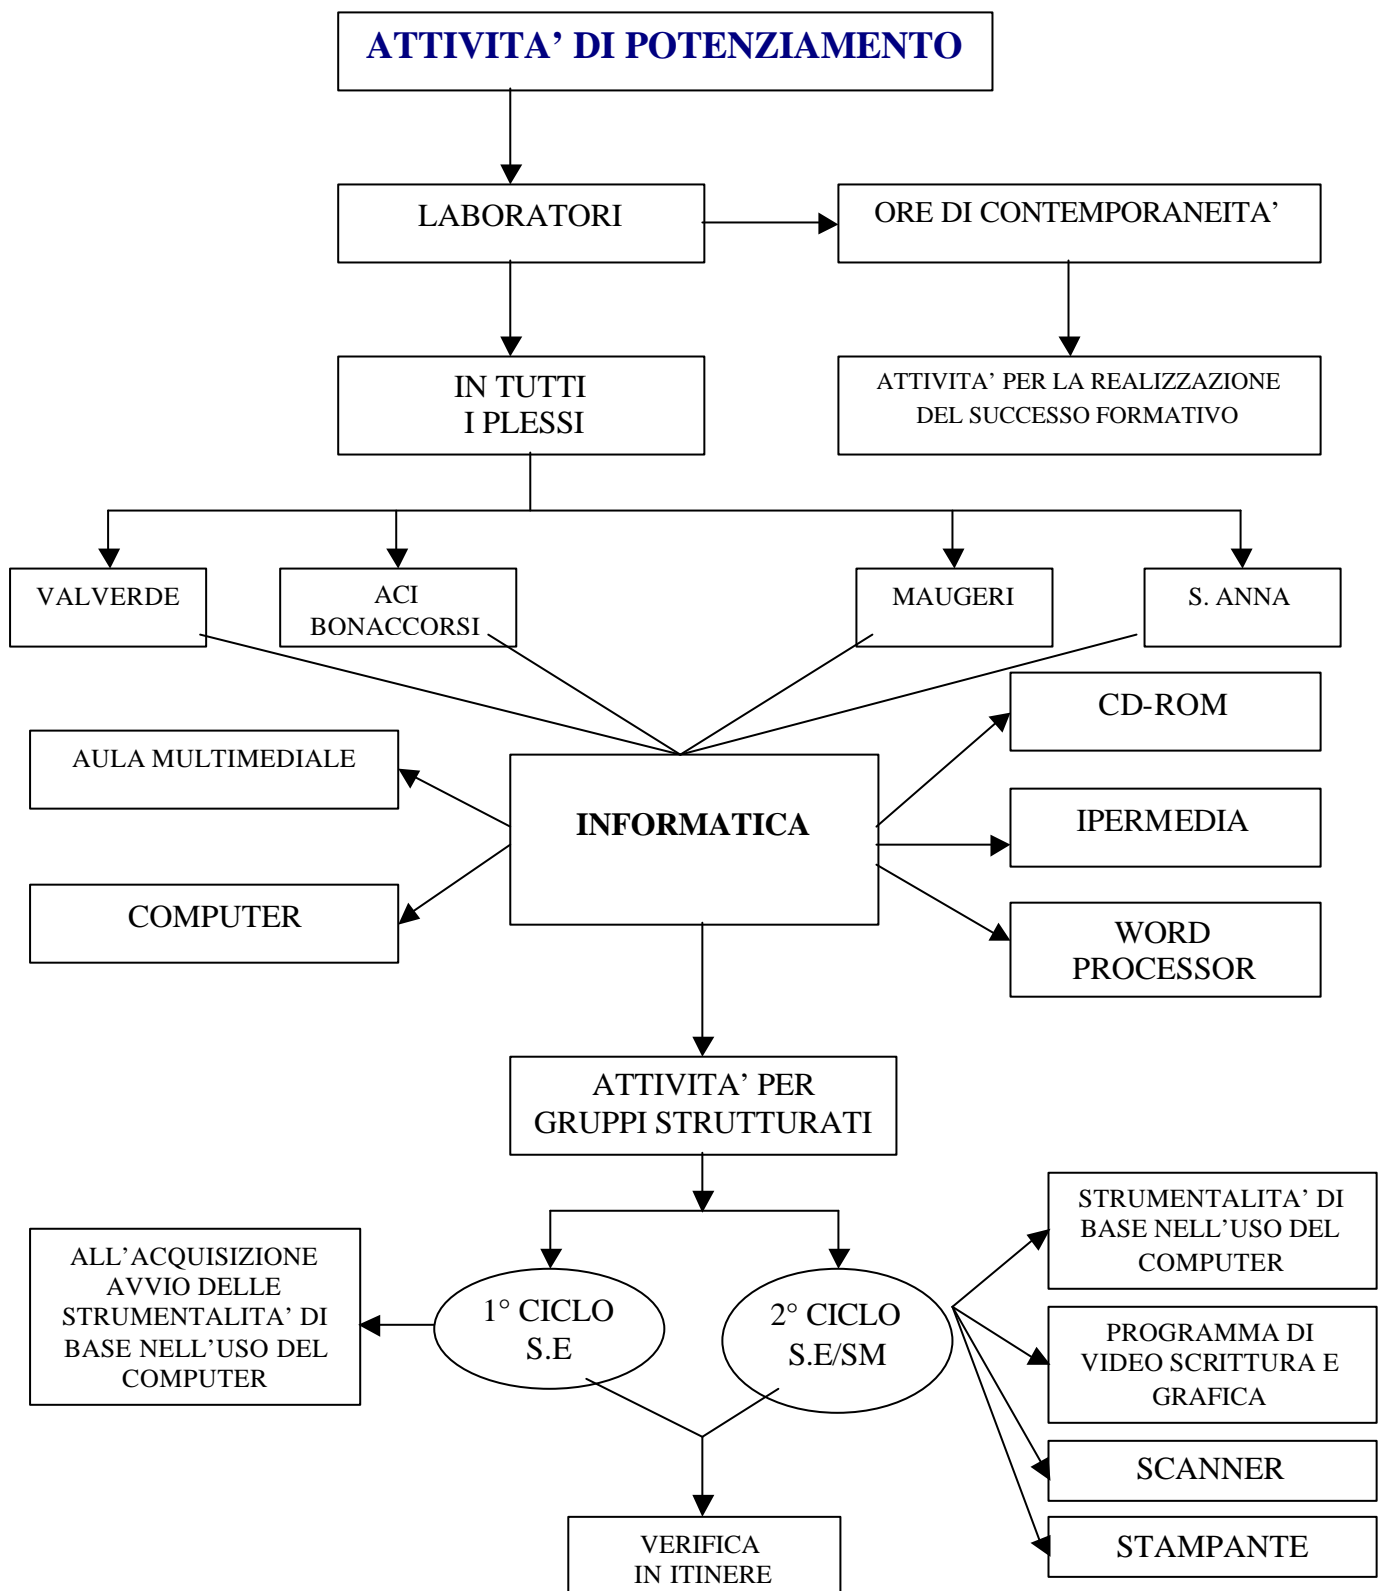 ATTIVITA’ DI POTENZIAMENTO
LABORATORI
ORE DI CONTEMPORANEITA’
IN TUTTI
I PLESSI
ATTIVITA’ PER LA REALIZZAZIONE
DEL SUCCESSO FORMATIVO
VALVERDE
ACI
BONACCORSI
MAUGERI
S. ANNA
CD-ROM
AULA MULTIMEDIALE
INFORMATICA
IPERMEDIA
COMPUTER
WORD
PROCESSOR
ATTIVITA’ PER
GRUPPI STRUTTURATI
ALL’ACQUISIZIONE
AVVIO DELLE
STRUMENTALITA’ DI
BASE NELL’USO DEL
COMPUTER
1° CICLO
S.E
2° CICLO
S.E/SM
STRUMENTALITA’ DI
BASE NELL’USO DEL
COMPUTER
PROGRAMMA DI
VIDEO SCRITTURA E
GRAFICA
SCANNER
STAMPANTE
VERIFICA
IN ITINERE